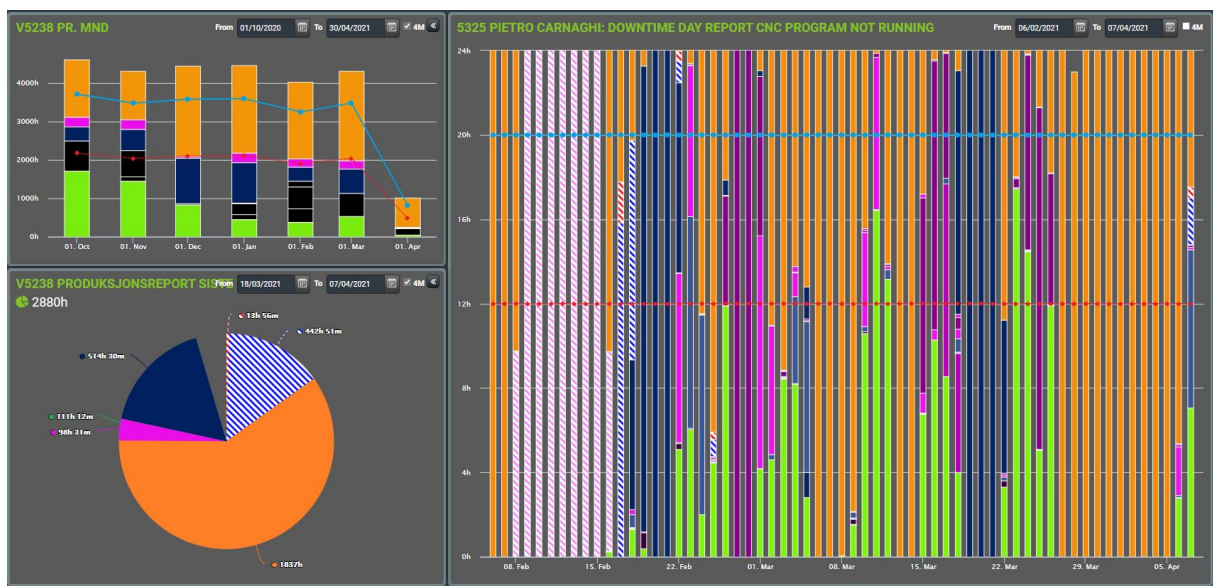 V5238 PR. MND
From 01/10/2020 To 30/04/2021 4M
4000h
3000h
2000h
1000h
0h
01. Oct 01. Nov 01. Dec 01. Jan 01. Feb 01. Mar 01. Apr
V5238 PRODUKSJONSREPORT SISTE
From 18/03/2021 To 07/04/2021 4M
2880h
13h 56m
442h 51m
514h 30m
111h 12m
98h 31m
1837h
5325 PIETRO CARNAGHI: DOWNTIME DAY REPORT CNC PROGRAM NOT RUNNING
From 06/02/2021 To 07/04/2021 4M
24h
20h
16h
12h
8h
4h
0h
08. Feb 15. Feb 22. Feb 01. Mar 08. Mar 15. Mar 22. Mar 29. Mar 05. Apr